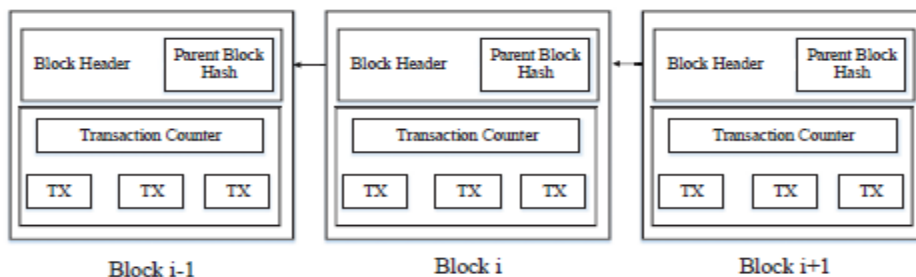 Block Header
Parent Block
Hash
Transaction Counter
TX TX TX
Block i-1
Block Header
Parent Block
Hash
Transaction Counter
TX TX TX
Block i
Block Header
Parent Block
Hash
Transaction Counter
TX TX TX
Block i+1